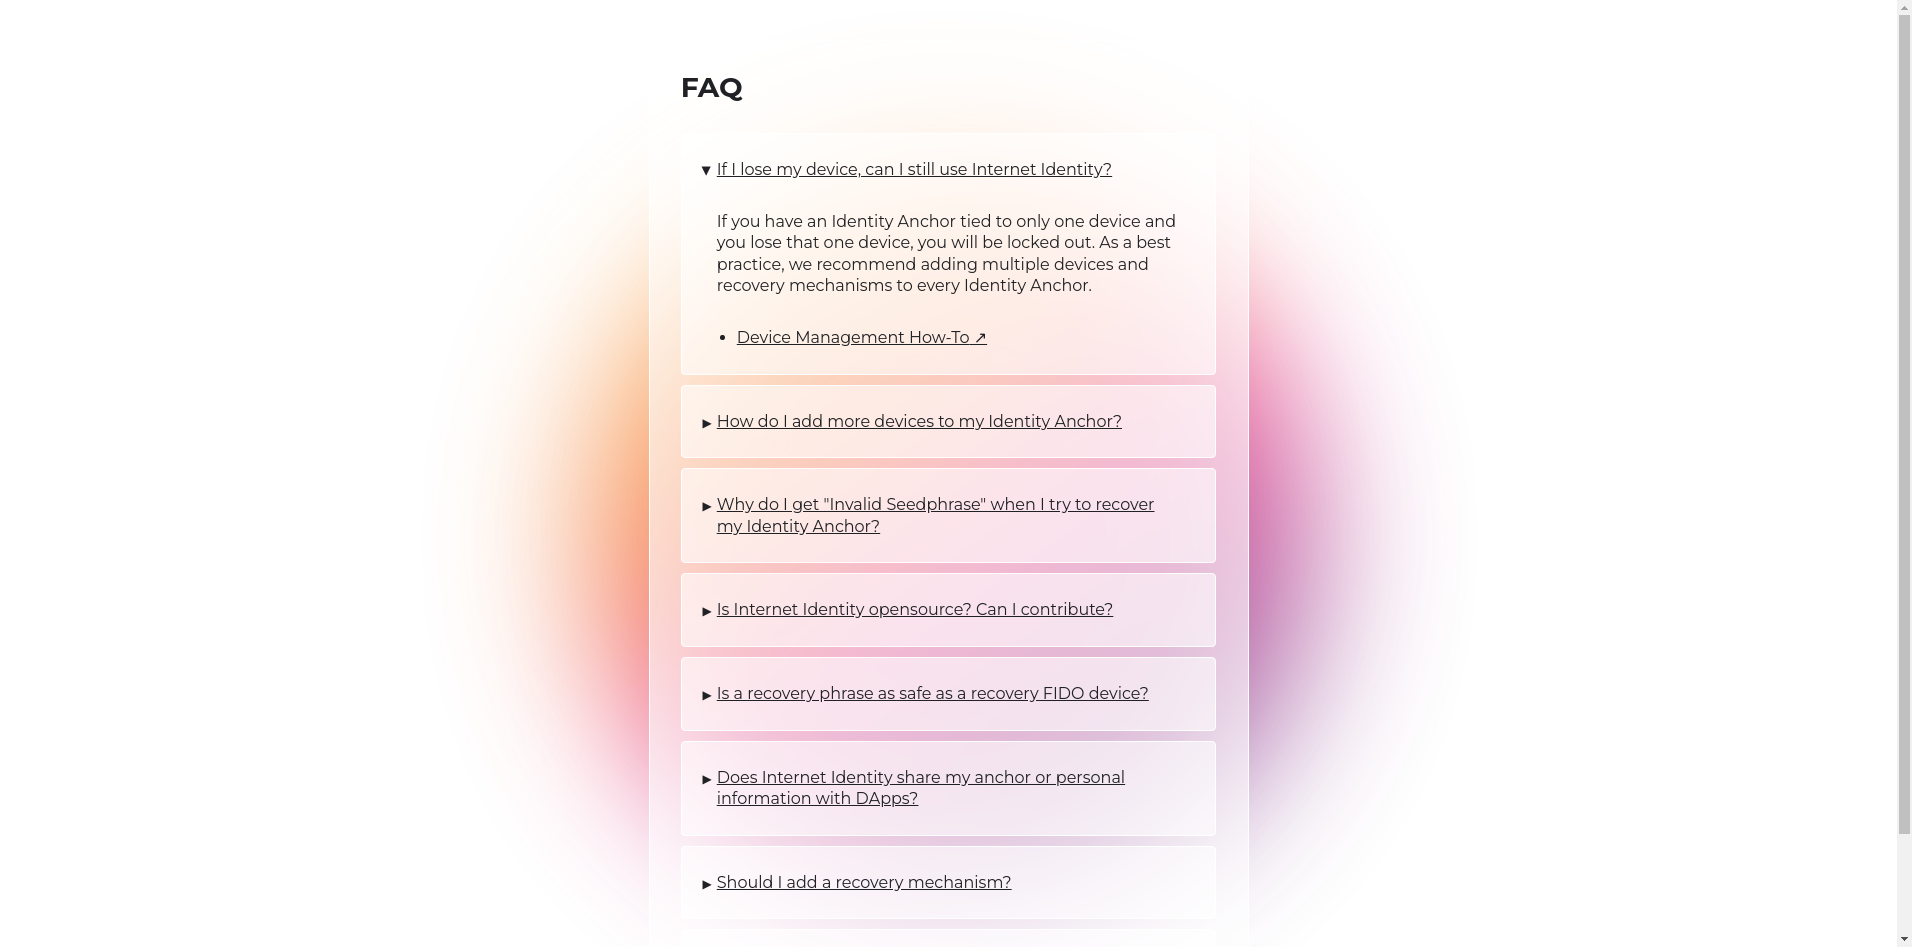 FAQ
▼ If I lose my device, can I still use Internet Identity?
If you have an Identity Anchor tied to only one device and
you lose that one device, you will be locked out. As a best
practice, we recommend adding multiple devices and
recovery mechanisms to every Identity Anchor.
• Device Management How-To ↗
▶ How do I add more devices to my Identity Anchor?
▶ Why do I get "Invalid Seedphrase" when I try to recover
my Identity Anchor?
▶ Is Internet Identity opensource? Can I contribute?
▶ Is a recovery phrase as safe as a recovery FIDO device?
▶ Does Internet Identity share my anchor or personal
information with DApps?
▶ Should I add a recovery mechanism?